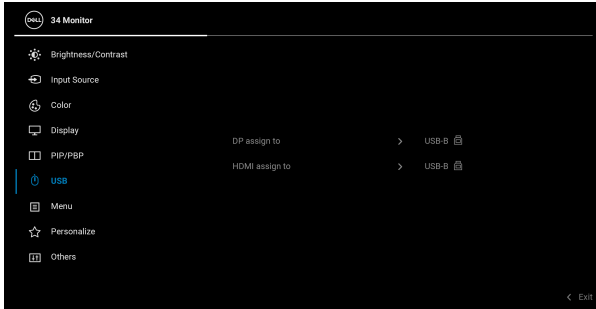 DELL 34 Monitor
Brightness/Contrast
Input Source
Color
Display
DP assign to USB-B
PIP/PBP
HDMI assign to USB-B
USB
Menu
Personalize
Others
Exit